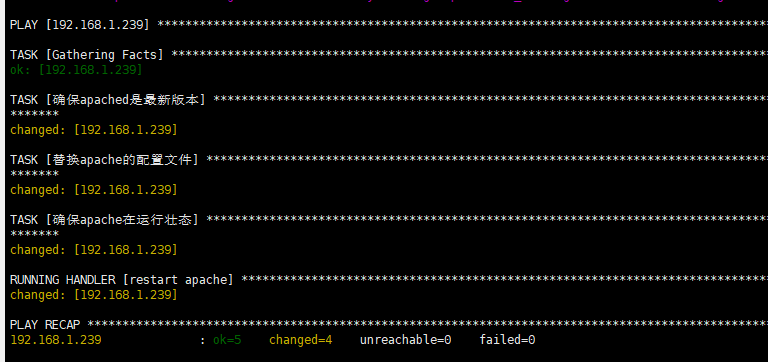 PLAY [192.168.1.239] ***************************************************************************************
TASK [Gathering Facts] ************************************************************************************
ok: [192.168.1.239]
TASK [确保apached是最新版本] ******************************************************************************
*******
changed: [192.168.1.239]
TASK [替换apache的配置文件] *******************************************************************************
*******
changed: [192.168.1.239]
TASK [确保apache在运行壮态] *******************************************************************************
*******
changed: [192.168.1.239]
RUNNING HANDLER [restart apache] **************************************************************************
changed: [192.168.1.239]
PLAY RECAP ************************************************************************************************
192.168.1.239 : ok=5 changed=4 unreachable=0 failed=0